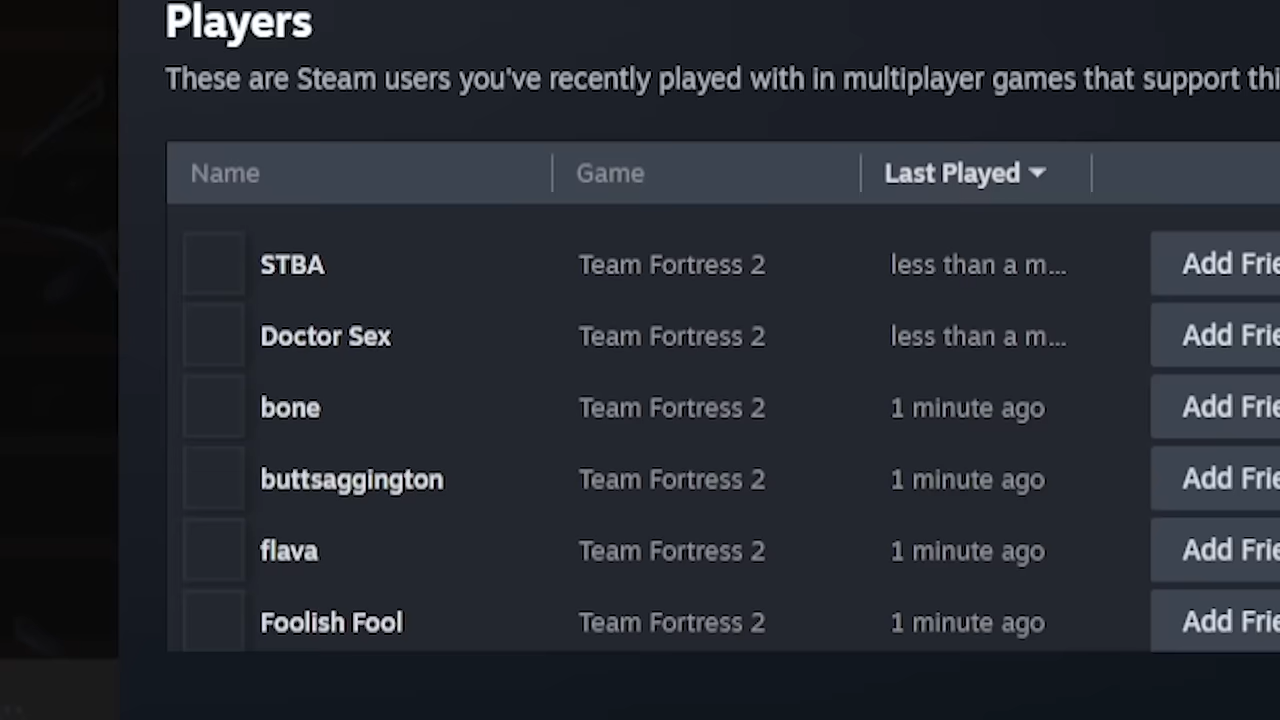 Players
These are Steam users you've recently played with in multiplayer games that support thi
Name Game Last Played
STBA Team Fortress 2 less than a m... Add Frie
Doctor Sex Team Fortress 2 less than a m... Add Frie
bone Team Fortress 2 1 minute ago Add Frie
buttsaggington Team Fortress 2 1 minute ago Add Frie
flava Team Fortress 2 1 minute ago Add Frie
Foolish Fool Team Fortress 2 1 minute ago Add Frie